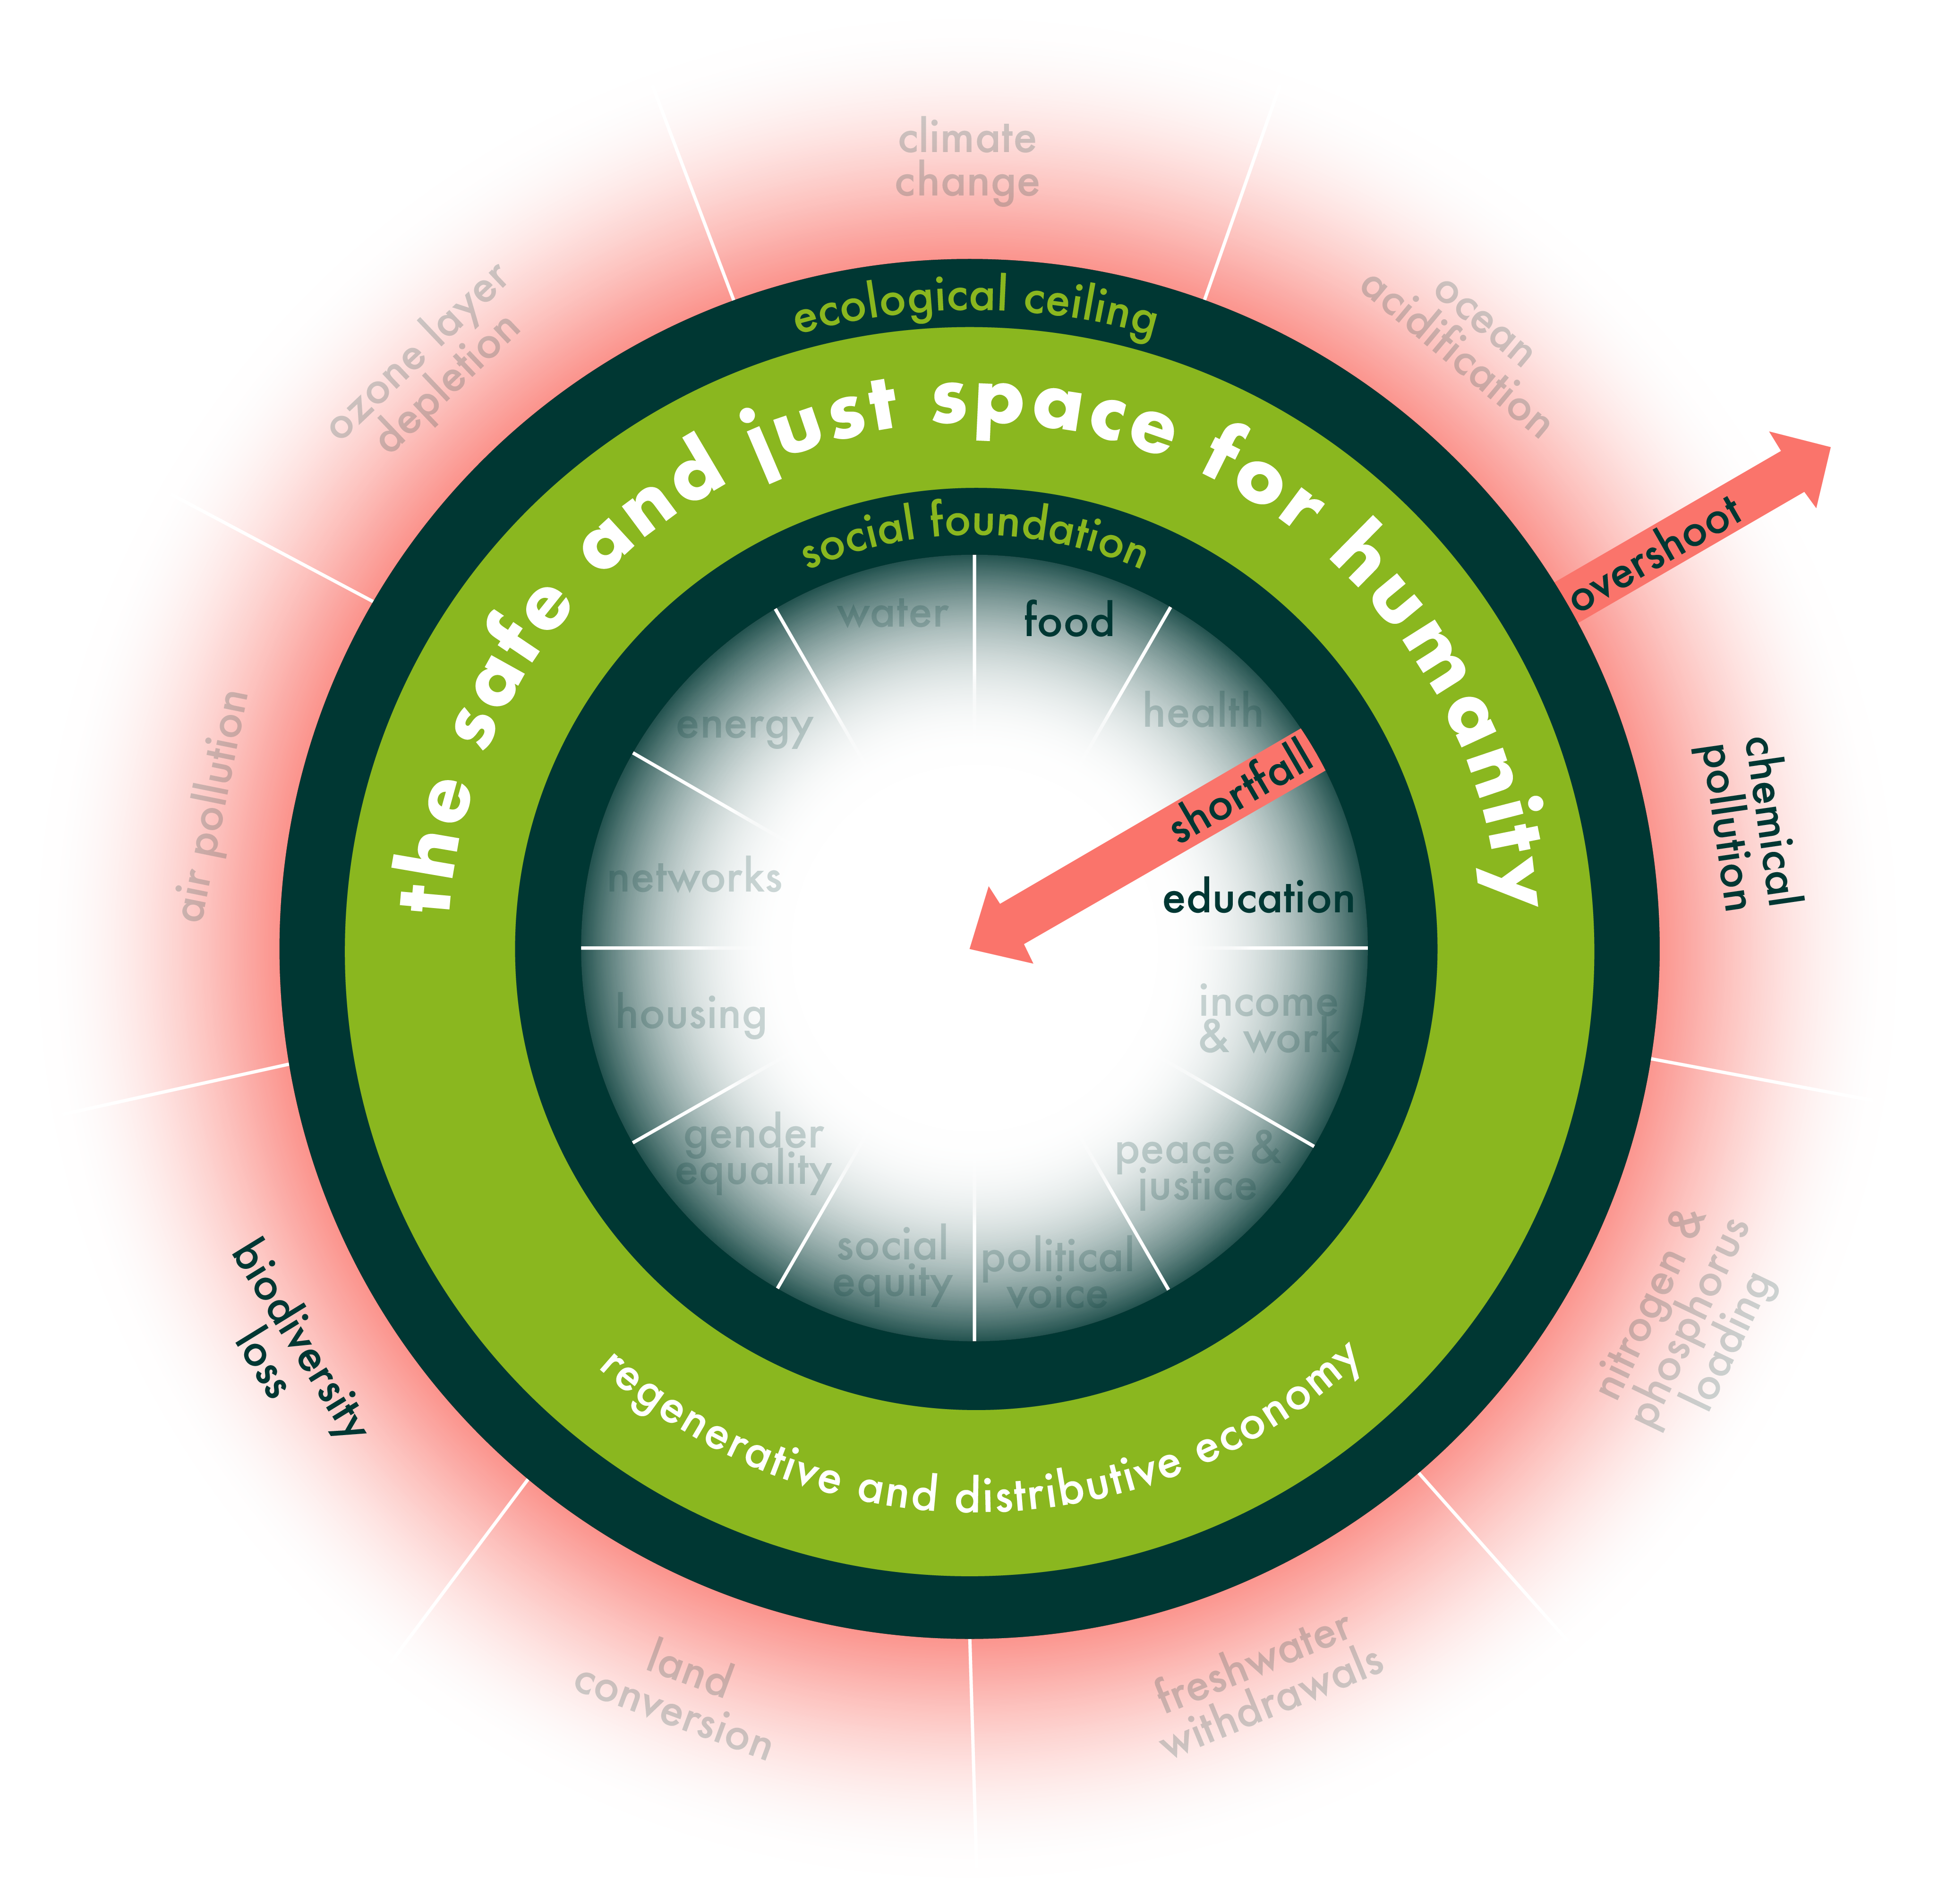 climate
change
ocean
acidification
chemical
pollution
nitrogen &
phosphorus
loading
freshwater
withdrawals
land
conversion
biodiversity
loss
air pollution
ozone layer
depletion
overshoot
ecological ceiling
the safe and just space for humanity
social foundation
water
food
health
shortfall
education
income
& work
peace &
justice
political
voice
social
equity
gender
equality
housing
networks
energy
regenerative and distributive economy